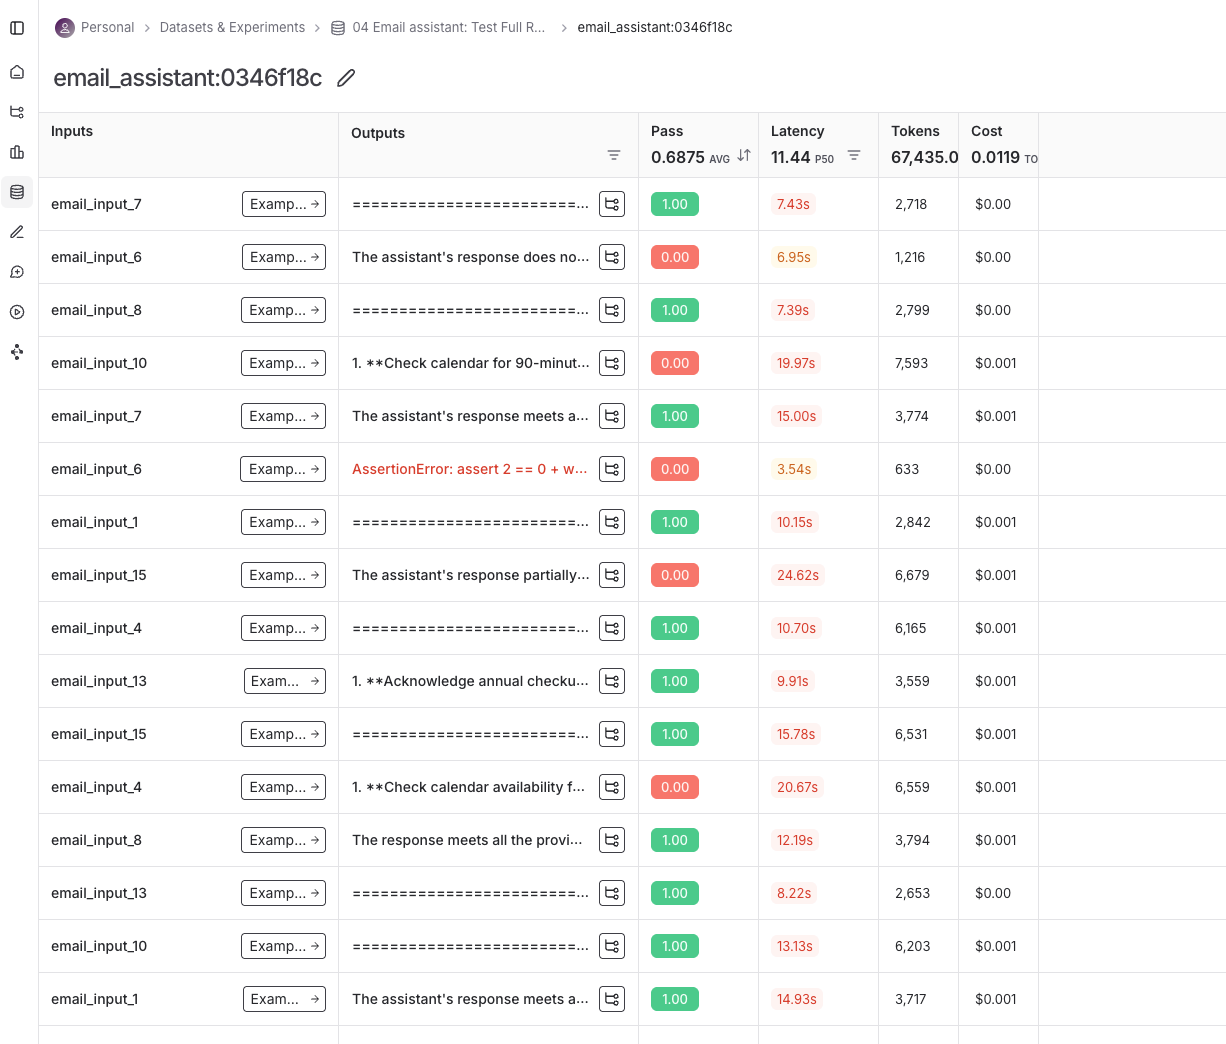 Personal > Datasets & Experiments > 04 Email assistant: Test Full R... > email_assistant:0346f18c
email_assistant:0346f18c
Inputs Outputs Pass Latency Tokens Cost
0.6875 AVG 11.44 P50 67,435.0 0.0119 TO
email_input_7 Examp... → ========================... 1.00 7.43s 2,718 $0.00
email_input_6 Examp... → The assistant's response does no... 0.00 6.95s 1,216 $0.00
email_input_8 Examp... → ========================... 1.00 7.39s 2,799 $0.00
email_input_10 Examp... → 1. **Check calendar for 90-minut... 0.00 19.97s 7,593 $0.001
email_input_7 Examp... → The assistant's response meets a... 1.00 15.00s 3,774 $0.001
email_input_6 Examp... → AssertionError: assert 2 == 0 + w... 0.00 3.54s 633 $0.00
email_input_1 Examp... → ========================... 1.00 10.15s 2,842 $0.001
email_input_15 Examp... → The assistant's response partially... 0.00 24.62s 6,679 $0.001
email_input_4 Examp... → ========================... 1.00 10.70s 6,165 $0.001
email_input_13 Exam... → 1. **Acknowledge annual checku... 1.00 9.91s 3,559 $0.001
email_input_15 Examp... → ========================... 1.00 15.78s 6,531 $0.001
email_input_4 Examp... → 1. **Check calendar availability f... 0.00 20.67s 6,559 $0.001
email_input_8 Examp... → The response meets all the provi... 1.00 12.19s 3,794 $0.001
email_input_13 Examp... → ========================... 1.00 8.22s 2,653 $0.00
email_input_10 Examp... → ========================... 1.00 13.13s 6,203 $0.001
email_input_1 Exam... → The assistant's response meets a... 1.00 14.93s 3,717 $0.001